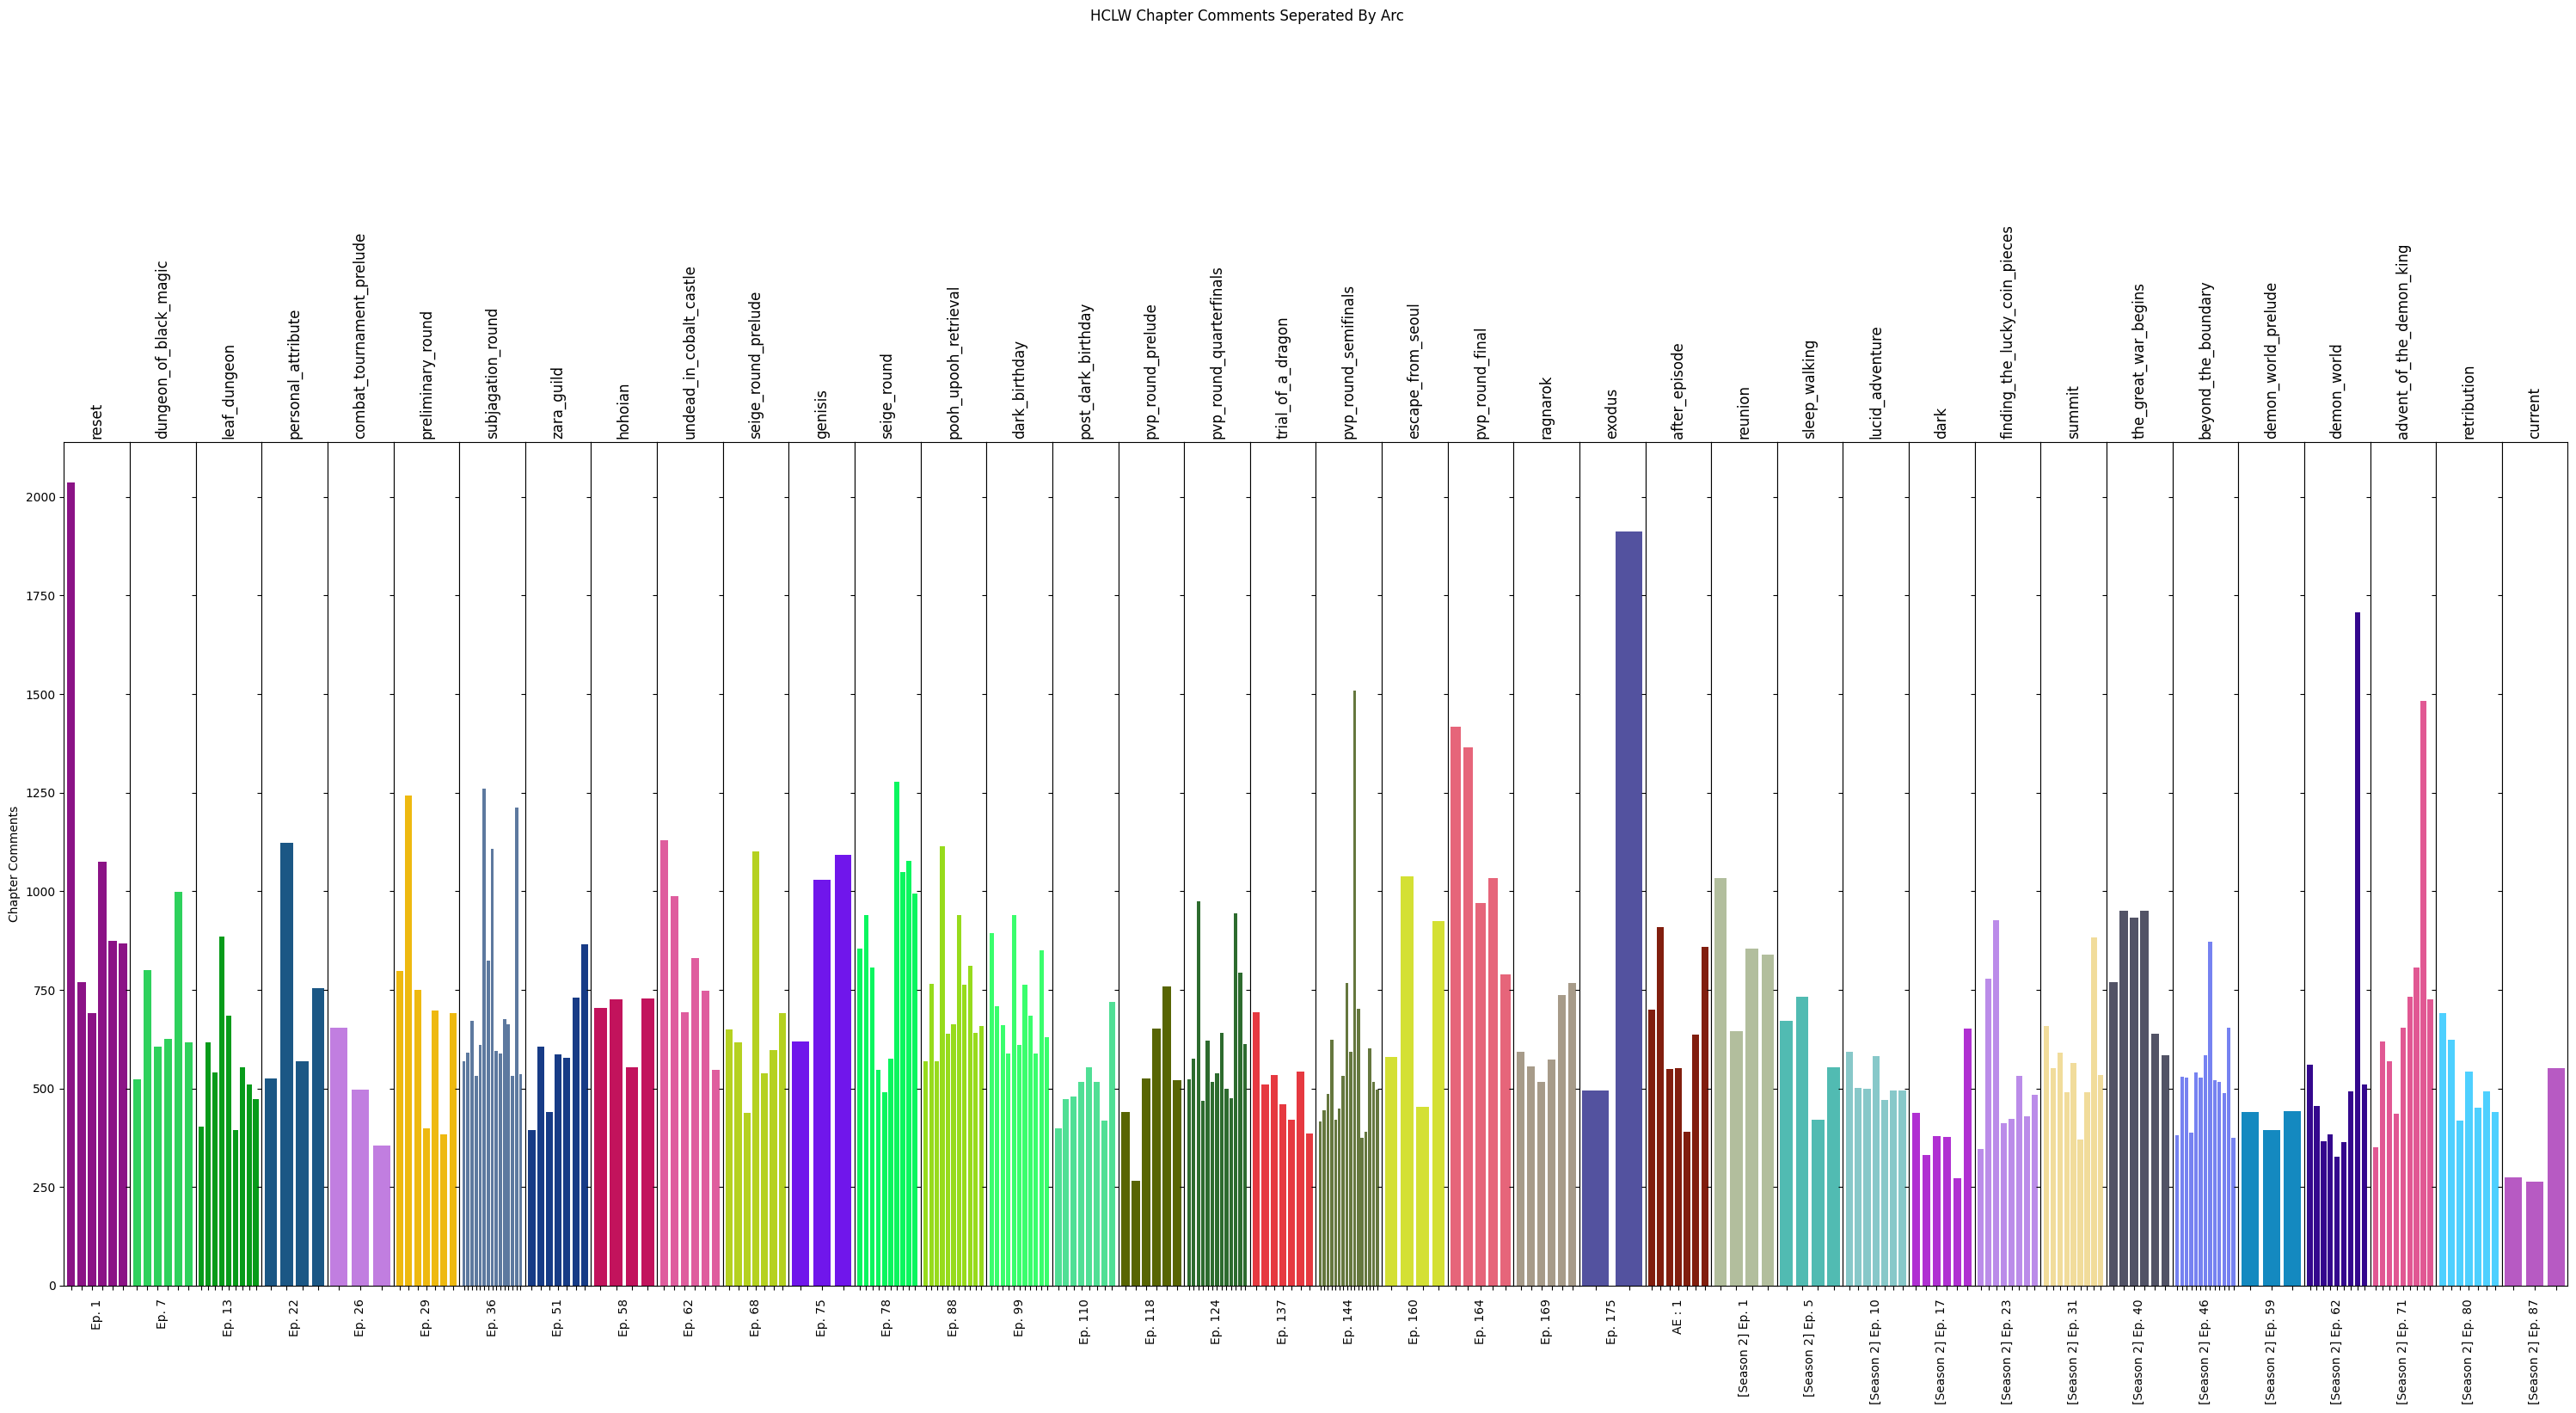 HCLW Chapter Comments Seperated By Arc
reset
dungeon_of_black_magic
leaf_dungeon
personal_attribute
combat_tournament_prelude
preliminary_round
subjagation_round
zara_guild
hohoian
undead_in_cobalt_castle
seige_round_prelude
genisis
seige_round
pooh_upooh_retrieval
dark_birthday
post_dark_birthday
pvp_round_prelude
pvp_round_quarterfinals
trial_of_a_dragon
pvp_round_semifinals
escape_from_seoul
pvp_round_final
ragnarok
exodus
after_episode
reunion
sleep_walking
lucid_adventure
dark
finding_the_lucky_coin_pieces
summit
the_great_war_begins
beyond_the_boundary
demon_world_prelude
demon_world
advent_of_the_demon_king
retribution
current
Chapter Comments
2000
1750
1500
1250
1000
750
500
250
0
Ep. 1
Ep. 7
Ep. 13
Ep. 22
Ep. 26
Ep. 29
Ep. 36
Ep. 51
Ep. 58
Ep. 62
Ep. 68
Ep. 75
Ep. 78
Ep. 88
Ep. 99
Ep. 110
Ep. 118
Ep. 124
Ep. 137
Ep. 144
Ep. 160
Ep. 164
Ep. 169
Ep. 175
AE : 1
[Season 2] Ep. 1
[Season 2] Ep. 5
[Season 2] Ep. 10
[Season 2] Ep. 17
[Season 2] Ep. 23
[Season 2] Ep. 31
[Season 2] Ep. 40
[Season 2] Ep. 46
[Season 2] Ep. 59
[Season 2] Ep. 62
[Season 2] Ep. 71
[Season 2] Ep. 80
[Season 2] Ep. 87